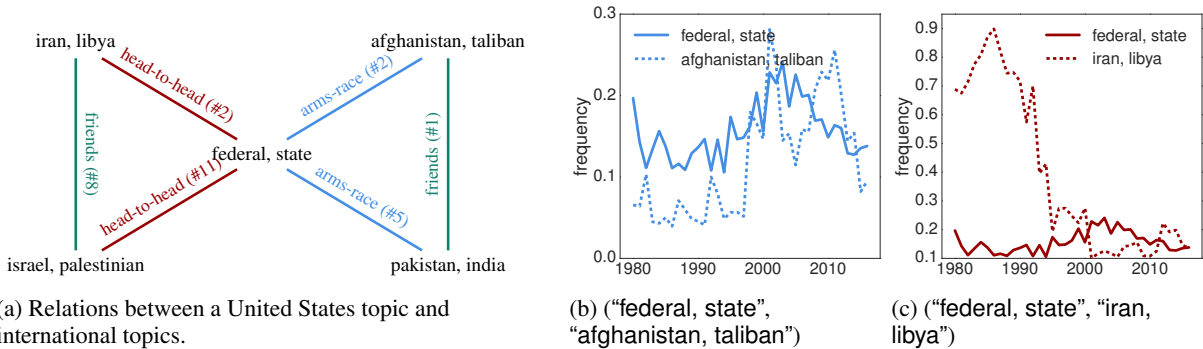 iran, libya
afghanistan, taliban
head-to-head (#2)
arms-race (#2)
friends (#8)
friends (#1)
federal, state
head-to-head (#11)
arms-race (#5)
israel, palestinian
pakistan, india
(a) Relations between a United States topic and
international topics.
0.3
0.2
0.1
0.0
frequency
federal, state
afghanistan, taliban
1980 1990 2000 2010
(b) (“federal, state”,
“afghanistan, taliban”)
0.9
0.8
0.7
0.6
0.5
0.4
0.3
0.2
0.1
frequency
federal, state
iran, libya
1980 1990 2000 2010
(c) (“federal, state”, “iran,
libya”)